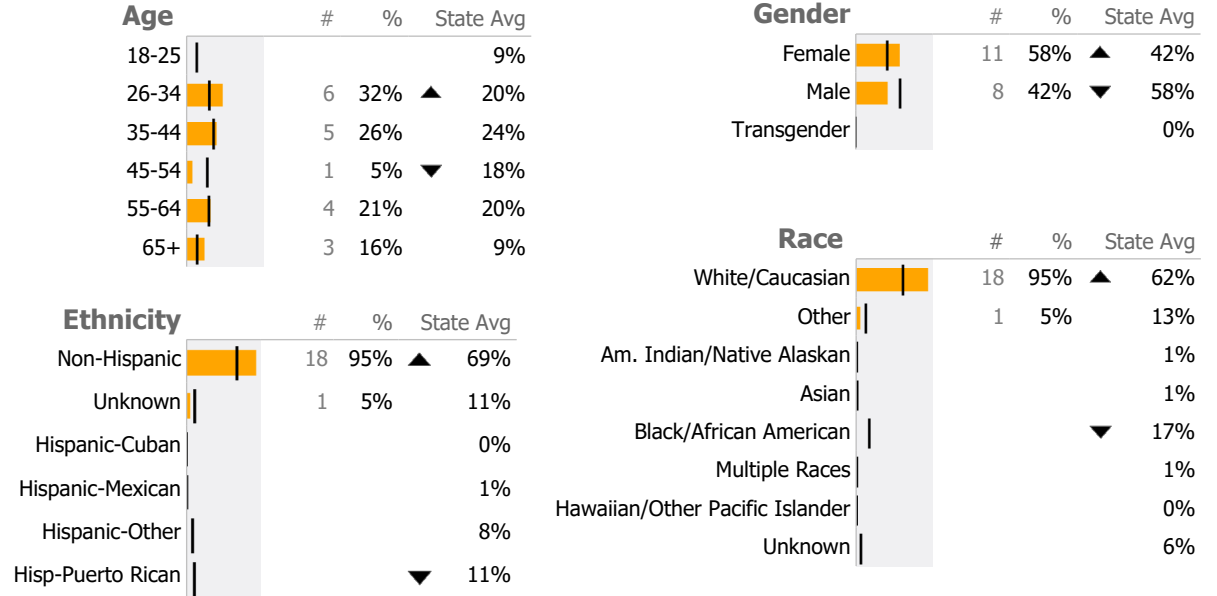 Age # % State Avg
18-25 9%
26-34 6 32% ▲ 20%
35-44 5 26% 24%
45-54 1 5% ▼ 18%
55-64 4 21% 20%
65+ 3 16% 9%
Ethnicity # % State Avg
Non-Hispanic 18 95% ▲ 69%
Unknown 1 5% 11%
Hispanic-Cuban 0%
Hispanic-Mexican 1%
Hispanic-Other 8%
Hisp-Puerto Rican ▼ 11%
Gender # % State Avg
Female 11 58% ▲ 42%
Male 8 42% ▼ 58%
Transgender 0%
Race # % State Avg
White/Caucasian 18 95% ▲ 62%
Other 1 5% 13%
Am. Indian/Native Alaskan 1%
Asian 1%
Black/African American ▼ 17%
Multiple Races 1%
Hawaiian/Other Pacific Islander 0%
Unknown 6%